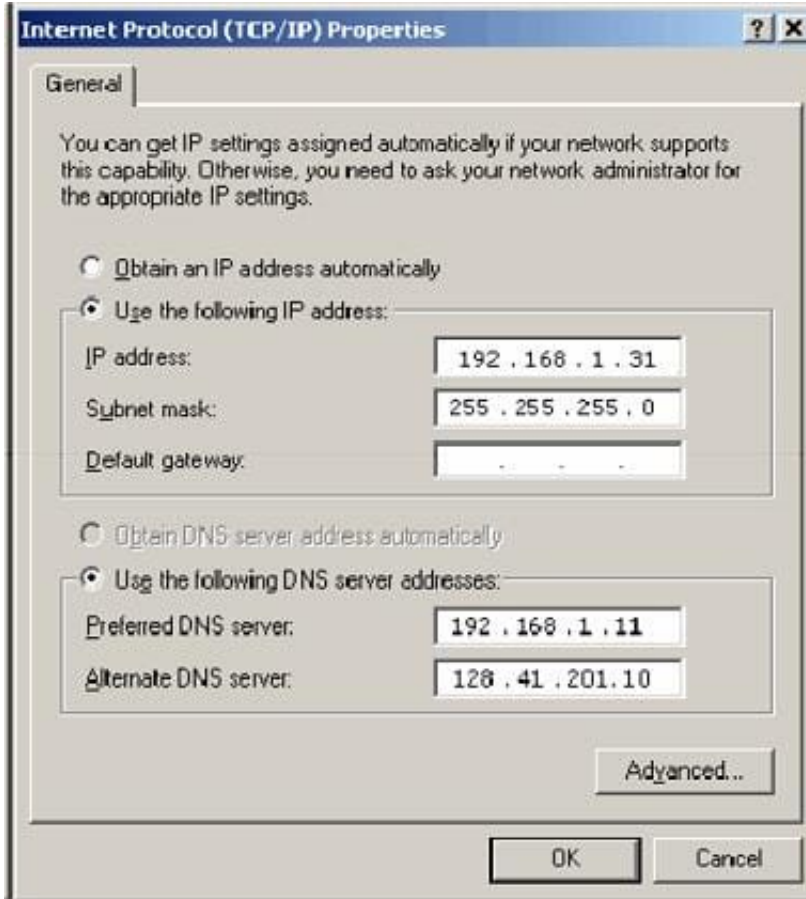 Internet Protocol (TCP/IP) Properties
General
You can get IP settings assigned automatically if your network supports
this capability. Otherwise, you need to ask your network administrator for
the appropriate IP settings.
Obtain an IP address automatically
Use the following IP address:
IP address: 192 . 168 . 1 . 31
Subnet mask: 255 . 255 . 255 . 0
Default gateway: . . .
Obtain DNS server address automatically
Use the following DNS server addresses:
Preferred DNS server: 192 . 168 . 1 . 11
Alternate DNS server: 128 . 41 . 201.10
Advanced...
OK Cancel